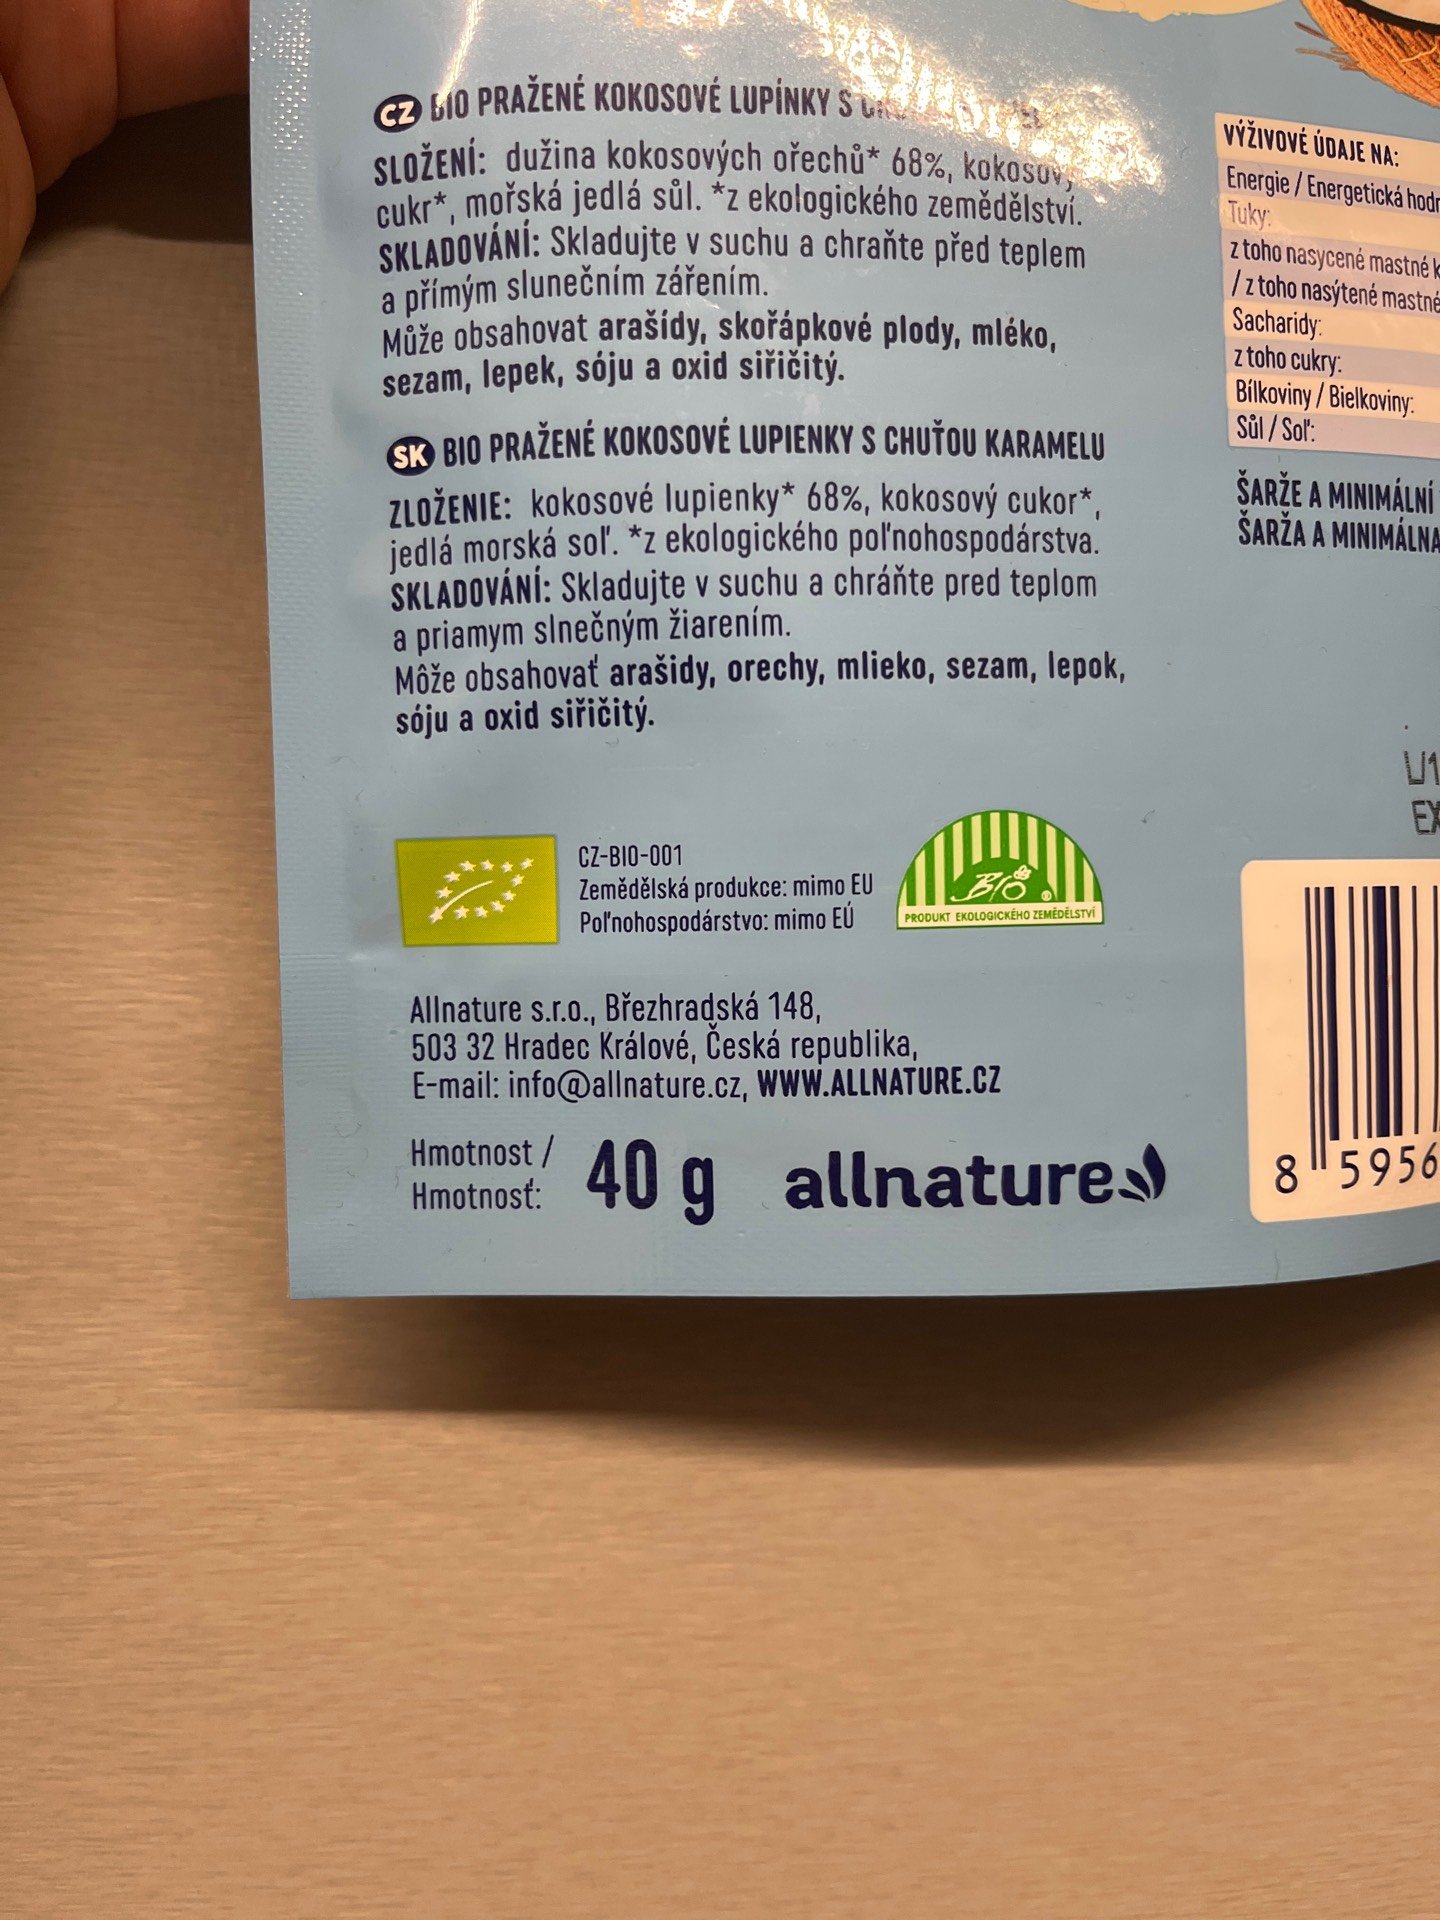 CZ BIO PRAŽENÉ KOKOSOVÉ LUPÍNKY S
SLOŽENÍ: dužina kokosových ořechů* 68%, kokosový
cukr*, mořská jedlá sůl. *z ekologického zemědělství.
SKLADOVÁNÍ: Skladujte v suchu a chraňte před teplem
a přímým slunečním zářením.
Může obsahovat arašídy, skořápkové plody, mléko,
sezam, lepek, sóju a oxid siřičitý.
SK BIO PRAŽENÉ KOKOSOVÉ LUPIENKY S CHUŤOU KARAMELU
ZLOŽENIE: kokosové lupienky* 68%, kokosový cukor*,
jedlá morská soľ. *z ekologického poľnohospodárstva.
SKLADOVÁNÍ: Skladujte v suchu a chráňte pred teplom
a priamym slnečným žiarením.
Môže obsahovať arašidy, orechy, mlieko, sezam, lepok,
sóju a oxid siřičitý.
CZ-BIO-001
Zemědělská produkce: mimo EU
Poľnohospodárstvo: mimo EÚ
BIO
PRODUKT EKOLOGICKÉHO ZEMĚDĚLSTVÍ
Allnature s.r.o., Březhradská 148,
503 32 Hradec Králové, Česká republika,
E-mail: info@allnature.cz, WWW.ALLNATURE.CZ
Hmotnost /
Hmotnosť:
40 g
allnature
VÝŽIVOVÉ ÚDAJE NA:
Energie / Energetická
Tuky:
z toho nasycené mastné
/ z toho nasýtené mastné
Sacharidy:
z toho cukry:
Bílkoviny / Bielkoviny:
Sůl / Soľ:
ŠARŽE A MINIMÁLNÍ
ŠARŽA A MINIMÁLNA
8 5956